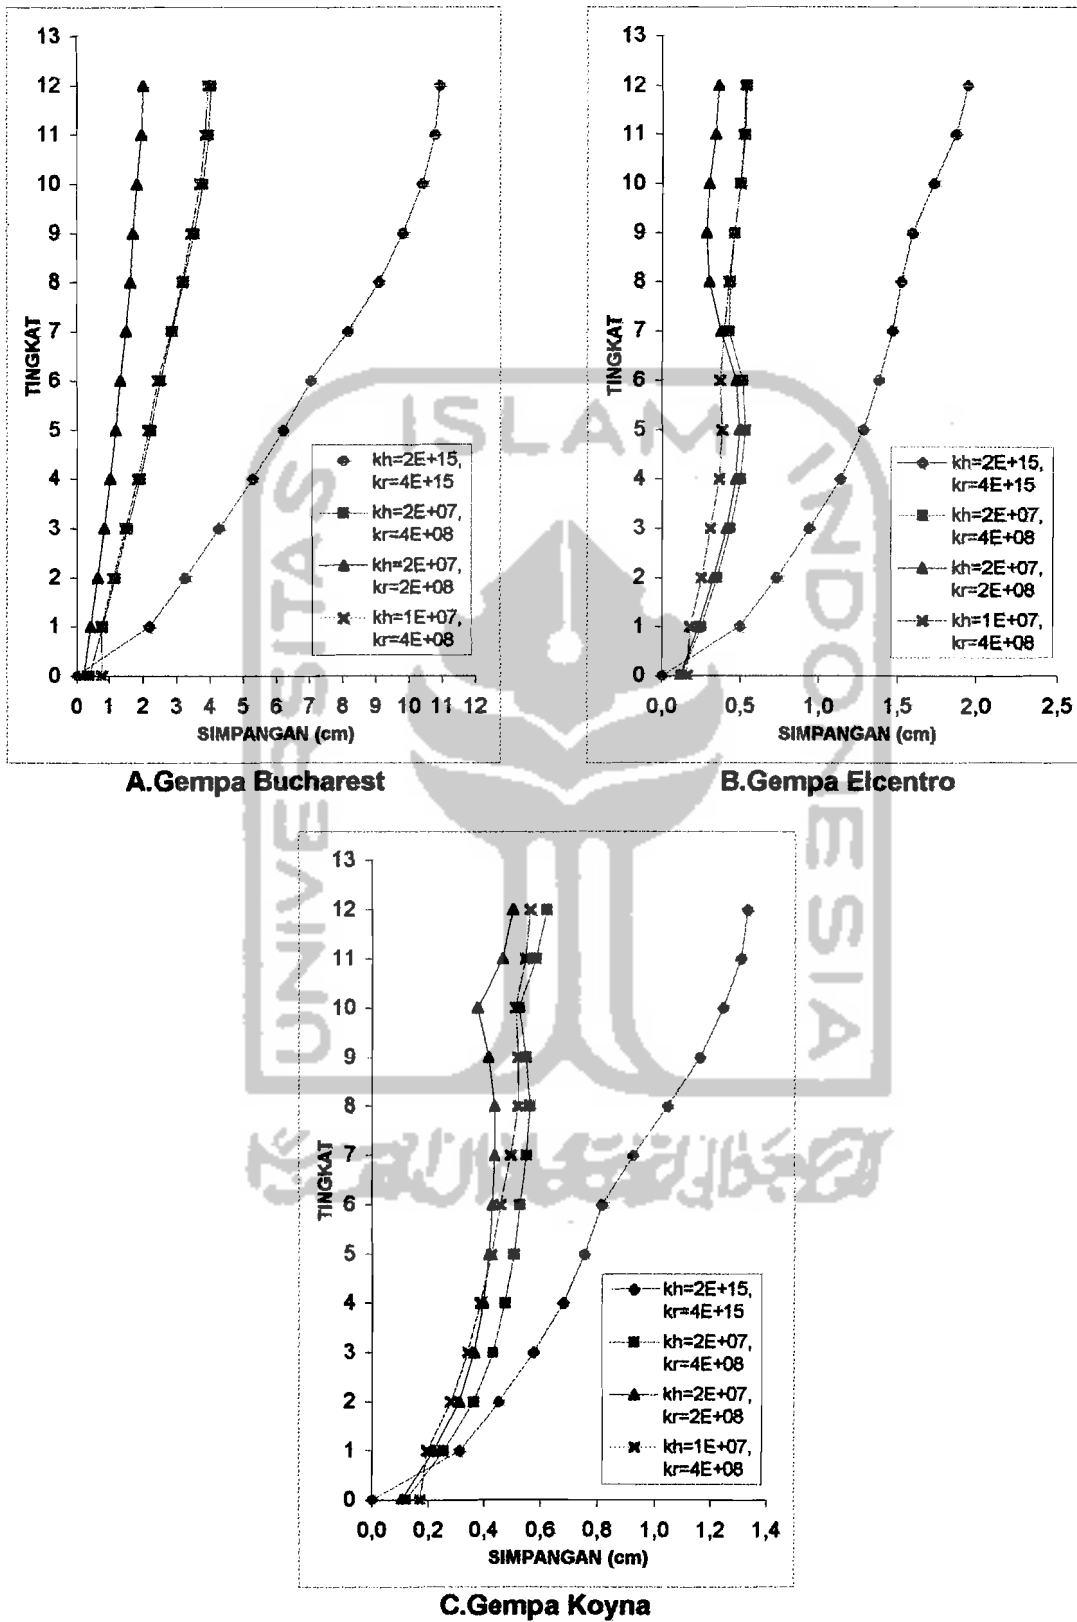 13
12
11
10
9
8
7
6
5
4
3
2
1
0
TINGKAT
kh=2E+15,
kr=4E+15
kh=2E+07,
kr=4E+08
kh=2E+07,
kr=2E+08
kh=1E+07,
kr=4E+08
0 1 2 3 4 5 6 7 8 9 10 11 12
SIMPANGAN (cm)
A.Gempa Bucharest
13
12
11
10
9
8
7
6
5
4
3
2
1
0
TINGKAT
kh=2E+15,
kr=4E+15
kh=2E+07,
kr=4E+08
kh=2E+07,
kr=2E+08
kh=1E+07,
kr=4E+08
0,0 0,5 1,0 1,5 2,0 2,5
SIMPANGAN (cm)
B.Gempa Elcentro
13
12
11
10
9
8
7
6
5
4
3
2
1
0
TINGKAT
kh=2E+15,
kr=4E+15
kh=2E+07,
kr=4E+08
kh=2E+07,
kr=2E+08
kh=1E+07,
kr=4E+08
0,0 0,2 0,4 0,6 0,8 1,0 1,2 1,4
SIMPANGAN (cm)
C.Gempa Koyna
UNIVERSITAS
ISLAM
INDONESIA